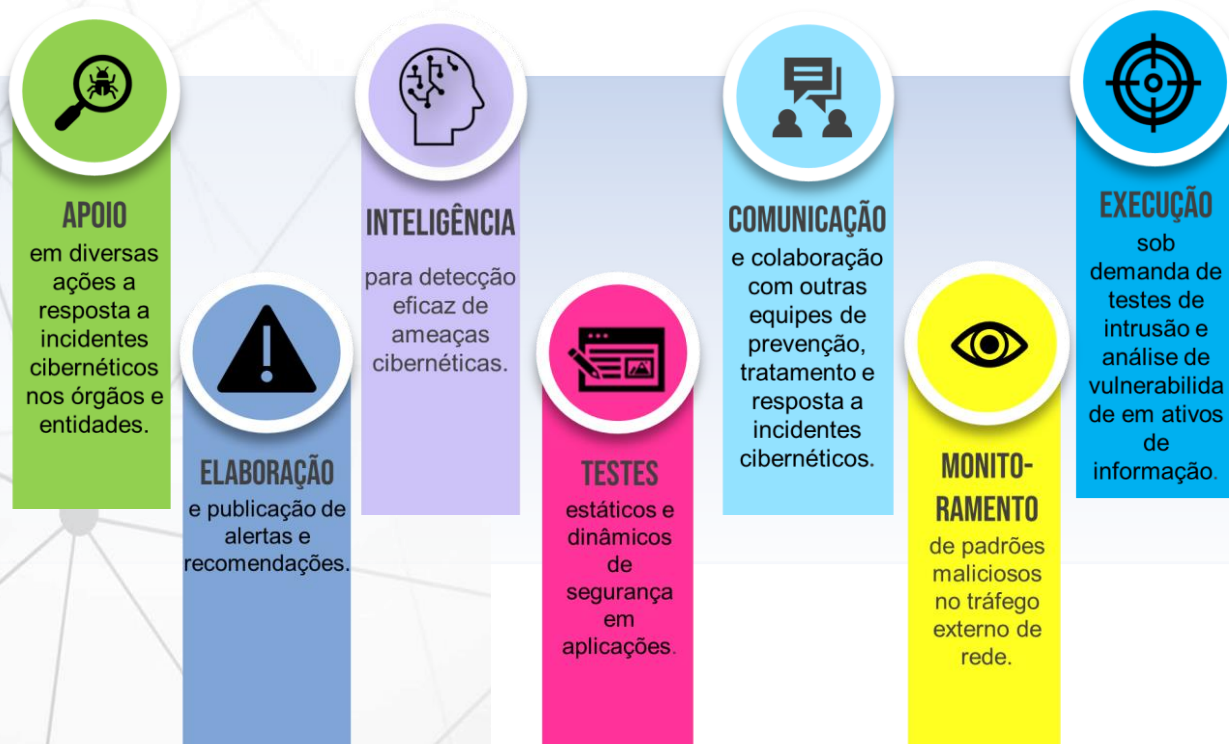 APOIO
em diversas
ações a
resposta a
incidentes
cibernéticos
nos órgãos e
entidades.
ELABORAÇÃO
e publicação de
alertas e
recomendações.
INTELIGÊNCIA
para detecção
eficaz de
ameaças
cibernéticas.
TESTES
estáticos e
dinâmicos
de
segurança
em
aplicações.
COMUNICAÇÃO
e colaboração
com outras
equipes de
prevenção,
tratamento e
resposta a
incidentes
cibernéticos.
MONITO-
RAMENTO
de padrões
maliciosos
no tráfego
externo de
rede.
EXECUÇÃO
sob
demanda de
testes de
intrusão e
análise de
vulnerabilida
de em ativos
de
informação.